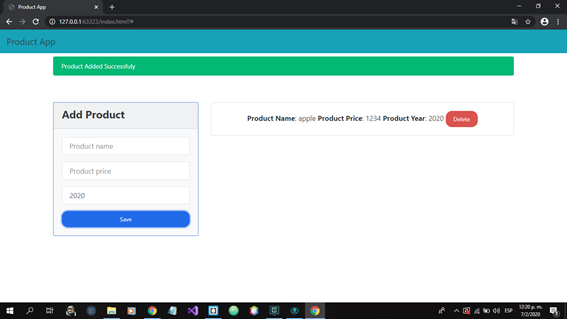 Product App
127.0.0.1:63323/index.html?#
Product App
Product Added Successfuly
Add Product
Product name
Product price
2020
Save
Product Name: apple Product Price: 1234 Product Year: 2020 Delete
ESP
12:20 p. m.
7/2/2020